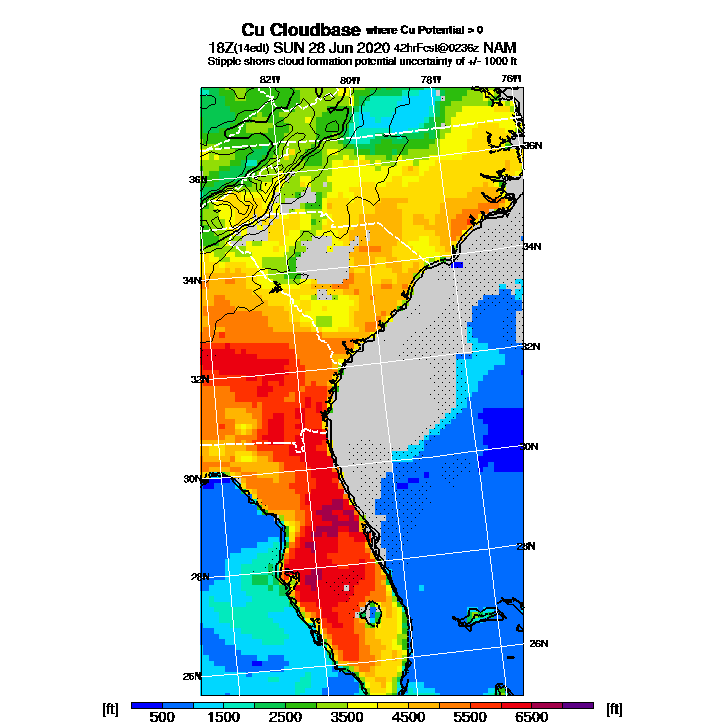 Cu Cloudbase where Cu Potential > 0
18Z(14edt) SUN 28 Jun 2020 42hrFcst@0236z NAM
Stipple shows cloud formation potential uncertainty of +/- 1000 ft
82W 80W 78W 76W
36N
36N
34N
34N
32N
32N
30N
30N
28N
28N
26N
26N
[ft] 500 1500 2500 3500 4500 5500 6500 [ft]